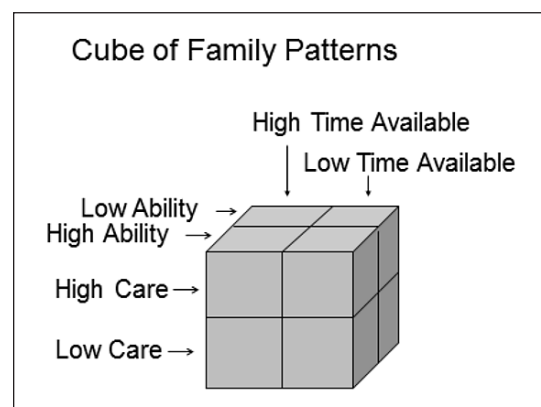 Cube of Family Patterns
High Time Available
Low Time Available
Low Ability
High Ability
High Care
Low Care